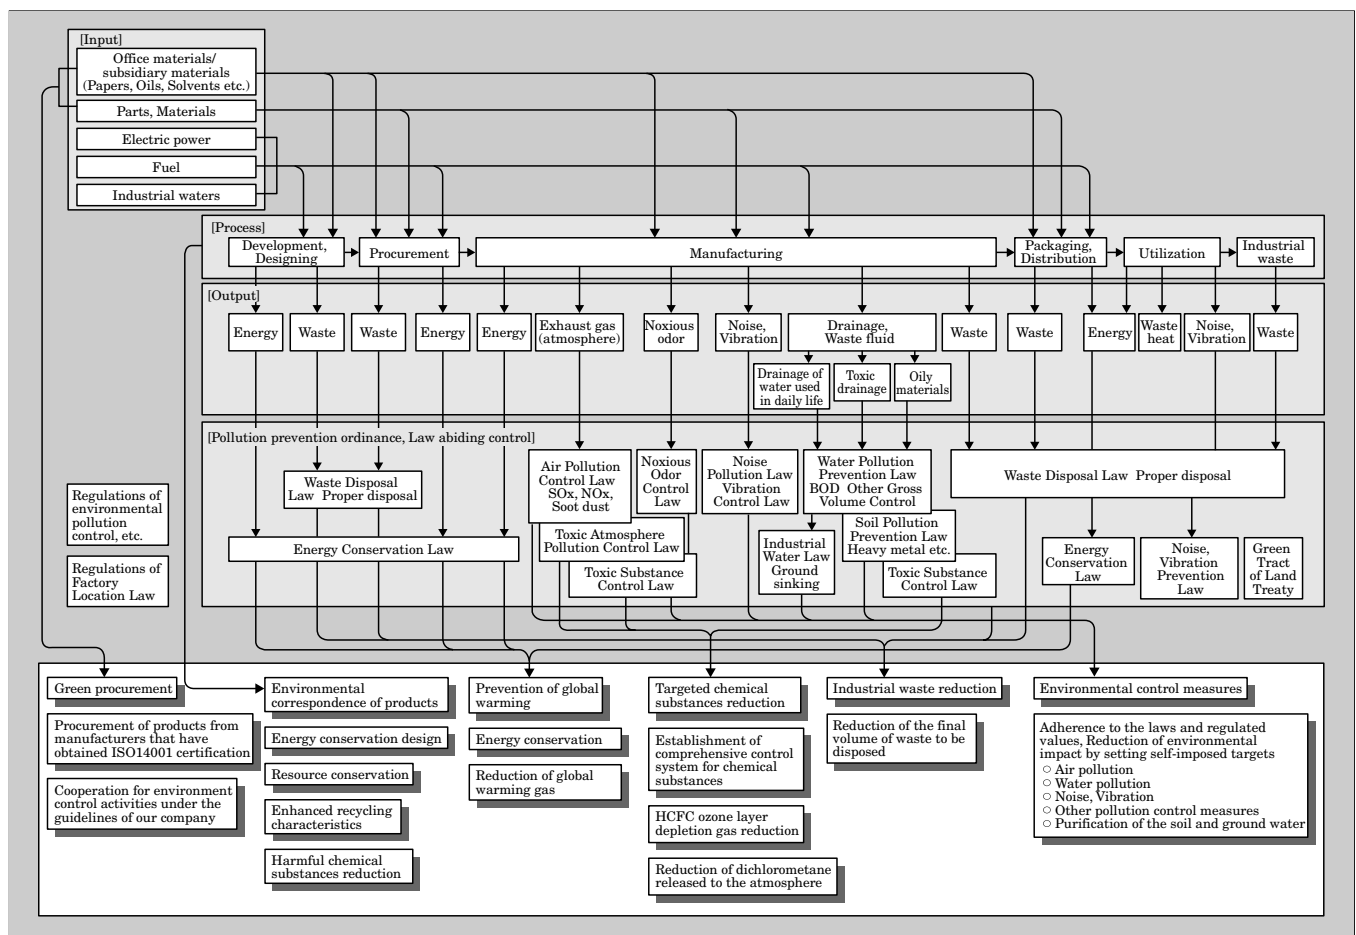 [Input]
Office materials/
subsidiary materials
(Papers, Oils, Solvents etc.)
Parts, Materials
Electric power
Fuel
Industrial waters
[Process]
Development,
Designing
Procurement
Manufacturing
Packaging,
Distribution
Utilization
Industrial
waste
[Output]
Energy
Waste
Waste
Energy
Energy
Exhaust gas
(atmosphere)
Noxious
odor
Noise,
Vibration
Drainage,
Waste fluid
Waste
Waste
Energy
Waste
heat
Noise,
Vibration
Waste
Drainage of
water used
in daily life
Toxic
drainage
Oily
materials
[Pollution prevention ordinance, Law abiding control]
Waste Disposal
Law Proper disposal
Energy Conservation Law
Air Pollution
Control Law
SOx, NOx,
Soot dust
Toxic Atmosphere
Pollution Control Law
Toxic Substance
Control Law
Noxious
Odor
Control
Law
Noise
Pollution Law
Vibration
Control Law
Water Pollution
Prevention Law
BOD Other Gross
Volume Control
Industrial
Water Law
Ground
sinking
Soil Pollution
Prevention Law
Heavy metal etc.
Toxic Substance
Control Law
Waste Disposal Law Proper disposal
Energy
Conservation
Law
Noise,
Vibration
Prevention
Law
Green
Tract
of Land
Treaty
Regulations of
environmental
pollution
control, etc.
Regulations of
Factory
Location Law
Green procurement
Procurement of products from
manufacturers that have
obtained ISO14001 certification
Cooperation for environment
control activities under the
guidelines of our company
Environmental
correspondence of products
Energy conservation design
Resource conservation
Enhanced recycling
characteristics
Harmful chemical
substances reduction
Prevention of global
warming
Energy conservation
Reduction of global
warming gas
Targeted chemical
substances reduction
Establishment of
comprehensive control
system for chemical
substances
HCFC ozone layer
depletion gas reduction
Reduction of dichlorometane
released to the atmosphere
Industrial waste reduction
Reduction of the final
volume of waste to be
disposed
Environmental control measures
Adherence to the laws and regulated
values, Reduction of environmental
impact by setting self-imposed targets
○ Air pollution
○ Water pollution
○ Noise, Vibration
○ Other pollution control measures
○ Purification of the soil and ground water